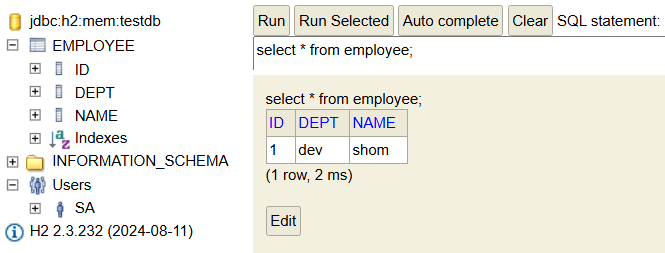 jdbc:h2:mem:testdb
EMPLOYEE
ID
DEPT
NAME
Indexes
INFORMATION_SCHEMA
Users
SA
H2 2.3.232 (2024-08-11)
Run Run Selected Auto complete Clear SQL statement:
select * from employee;
select * from employee;
ID DEPT NAME
1 dev shom
(1 row, 2 ms)
Edit